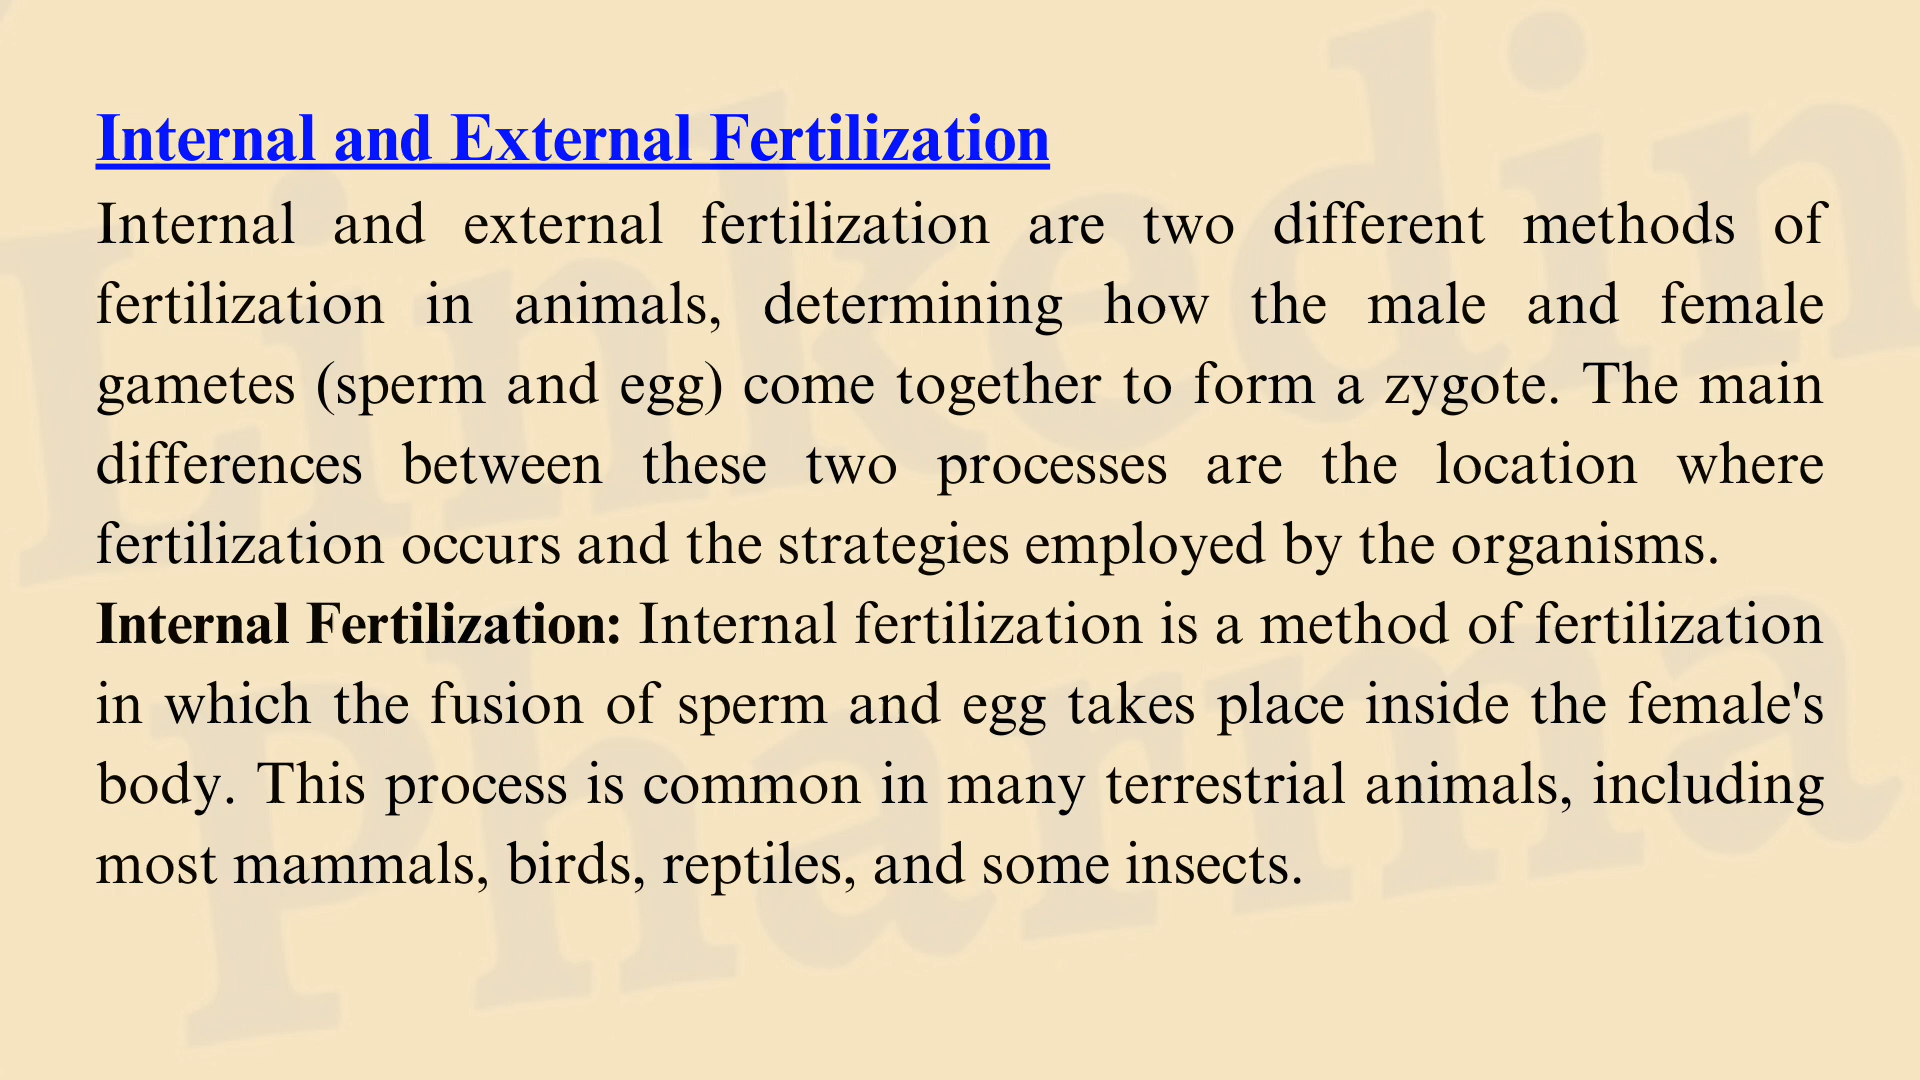 Internal and External Fertilization
Internal and external fertilization are two different methods of
fertilization in animals, determining how the male and female
gametes (sperm and egg) come together to form a zygote. The main
differences between these two processes are the location where
fertilization occurs and the strategies employed by the organisms.
Internal Fertilization: Internal fertilization is a method of fertilization
in which the fusion of sperm and egg takes place inside the female's
body. This process is common in many terrestrial animals, including
most mammals, birds, reptiles, and some insects.
Linkedin
Pharma